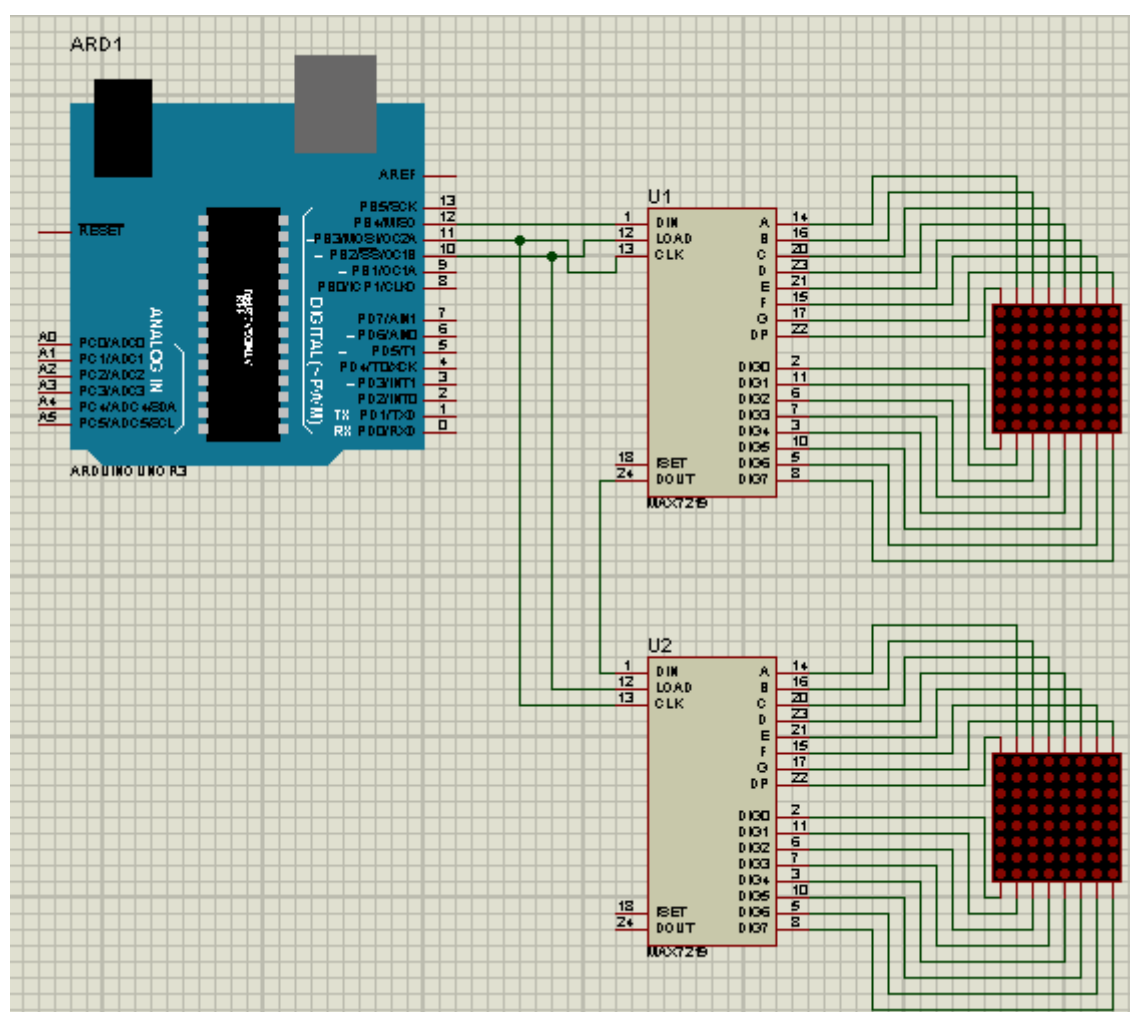 ARD1
AREF
PB5/SCK 13
PB4/MISO 12
~PB3/MOSI/OC2A 11
~ PB2/SS/OC1B 10
~ PB1/OC1A 9
PB0/ICP1/CLKO 8
RESET
PD7/AIN1 7
~ PD6/AIN0 6
~ PD5/T1 5
PD4/T0/XCK 4
~ PD3/INT1 3
PD2/INT0 2
TX PD1/TXD 1
RX PD0/RXD 0
DIGITAL (~PWM)
ANALOG IN
A0 PC0/ADC0
A1 PC1/ADC1
A2 PC2/ADC2
A3 PC3/ADC3
A4 PC4/ADC4/SDA
A5 PC5/ADC5/SCL
ARDUINO UNO R3
U1
1 DIN A 14
12 LOAD B 16
13 CLK C 20
D 23
E 21
F 15
G 17
DP 22
DIG0 2
DIG1 11
DIG2 6
DIG3 7
DIG4 3
DIG5 10
18 ISET DIG6 5
24 DOUT DIG7 8
MAX7219
U2
1 DIN A 14
12 LOAD B 16
13 CLK C 20
D 23
E 21
F 15
G 17
DP 22
DIG0 2
DIG1 11
DIG2 6
DIG3 7
DIG4 3
DIG5 10
18 ISET DIG6 5
24 DOUT DIG7 8
MAX7219